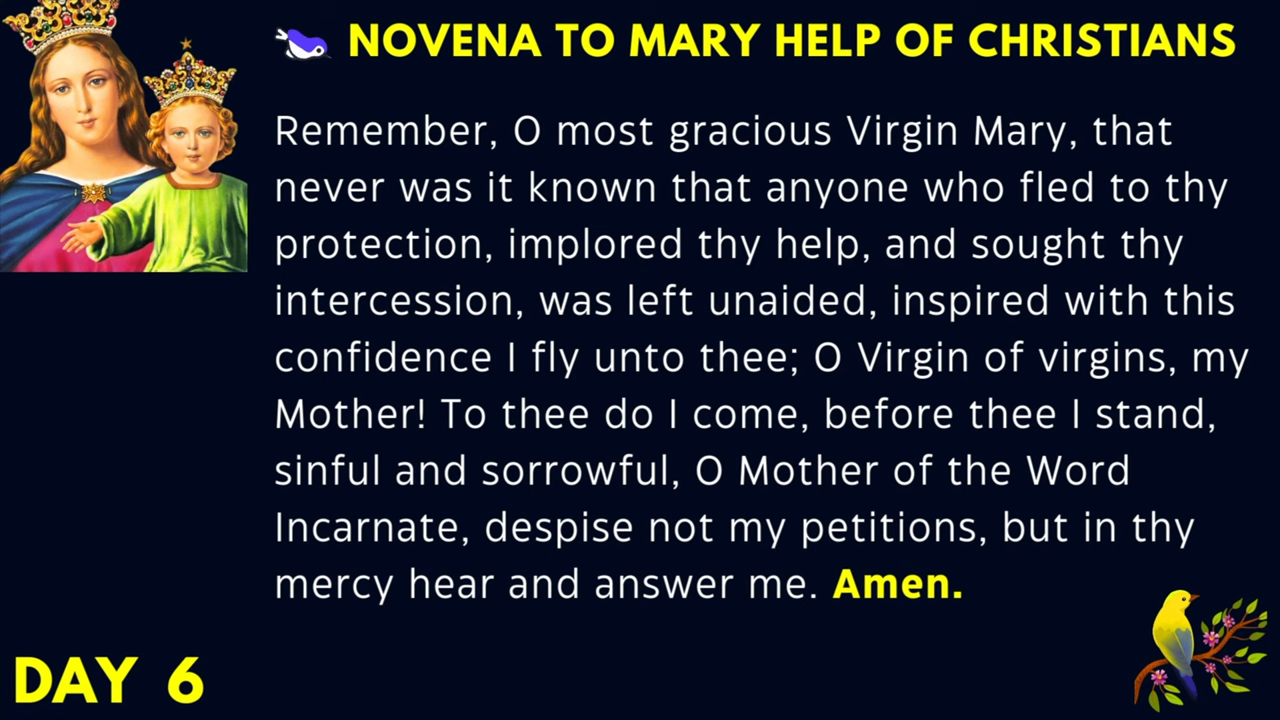 NOVENA TO MARY HELP OF CHRISTIANS
Remember, O most gracious Virgin Mary, that
never was it known that anyone who fled to thy
protection, implored thy help, and sought thy
intercession, was left unaided, inspired with this
confidence I fly unto thee; O Virgin of virgins, my
Mother! To thee do I come, before thee I stand,
sinful and sorrowful, O Mother of the Word
Incarnate, despise not my petitions, but in thy
mercy hear and answer me. Amen.
DAY 6